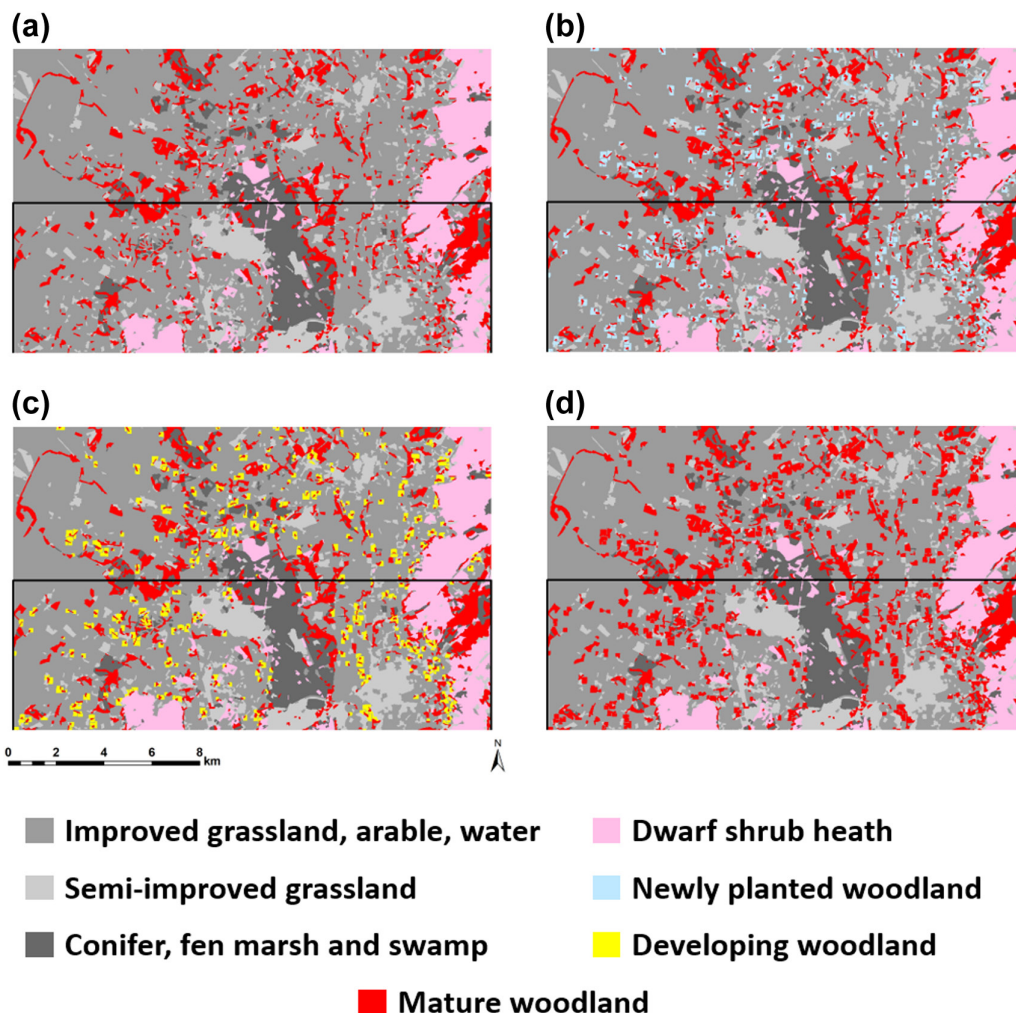 (a)
(b)
(c)
(d)
0 2 4 6 8
km
N
Improved grassland, arable, water
Dwarf shrub heath
Semi-improved grassland
Newly planted woodland
Conifer, fen marsh and swamp
Developing woodland
Mature woodland